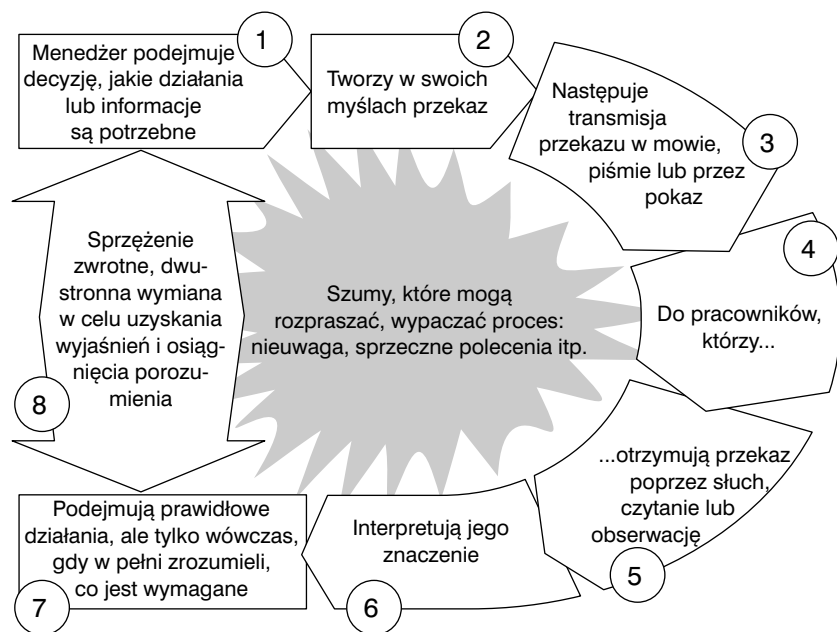 1
Menedżer podejmuje
decyzję, jakie działania
lub informacje
są potrzebne
2
Tworzy w swoich
myślach przekaz
3
Następuje
transmisja
przekazu w mowie,
piśmie lub przez
pokaz
4
Do pracowników,
którzy...
...otrzymują przekaz
poprzez słuch,
czytanie lub
obserwację
5
Interpretują jego
znaczenie
6
Podejmują prawidłowe
działania, ale tylko wówczas,
gdy w pełni zrozumieli,
co jest wymagane
7
Sprzężenie
zwrotne, dwu-
stronna wymiana
w celu uzyskania
wyjaśnień i osiąg-
nięcia porozu-
mienia
8
Szumy, które mogą
rozpraszać, wypaczać proces:
nieuwaga, sprzeczne polecenia itp.